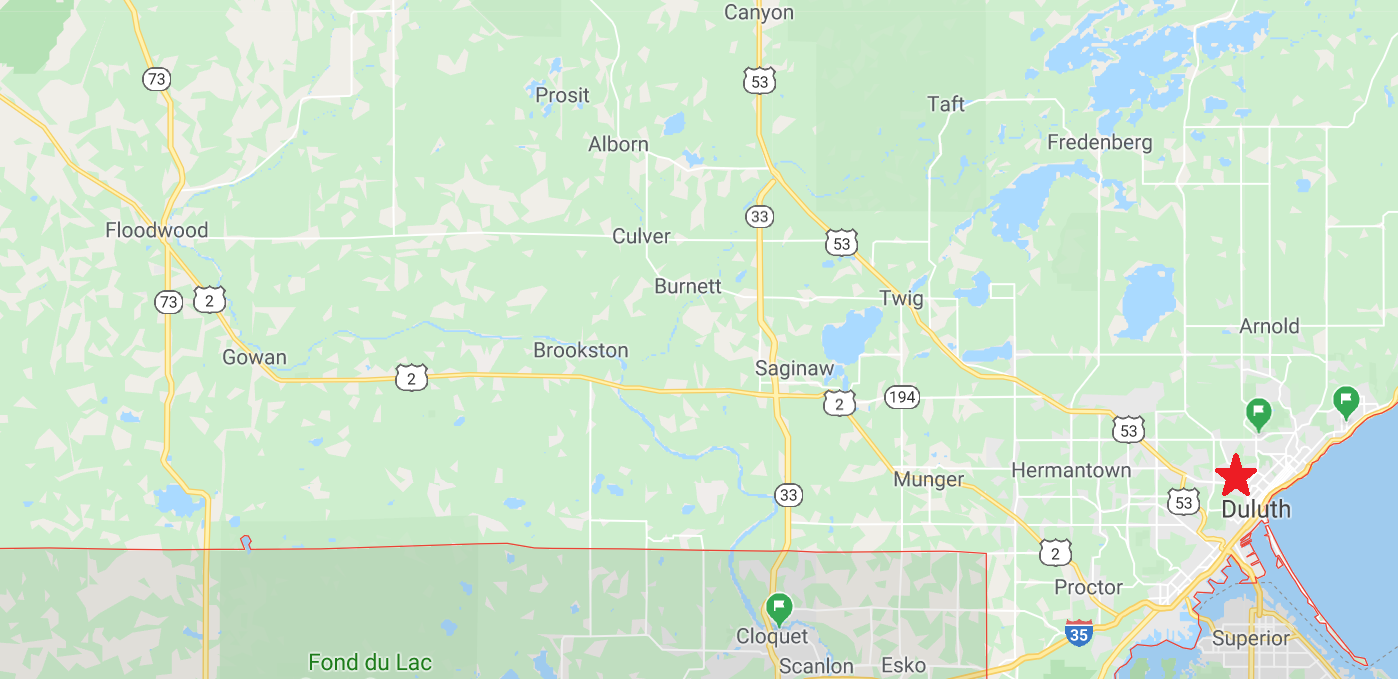 Canyon
73
53
Prosit
Taft
Alborn
Fredenberg
33
Floodwood
Culver
53
Burnett
73
2
Twig
Arnold
Gowan
Brookston
Saginaw
2
2
194
53
Hermantown
Munger
33
53
Duluth
2
Proctor
35
Cloquet
Superior
Fond du Lac
Scanlon
Esko